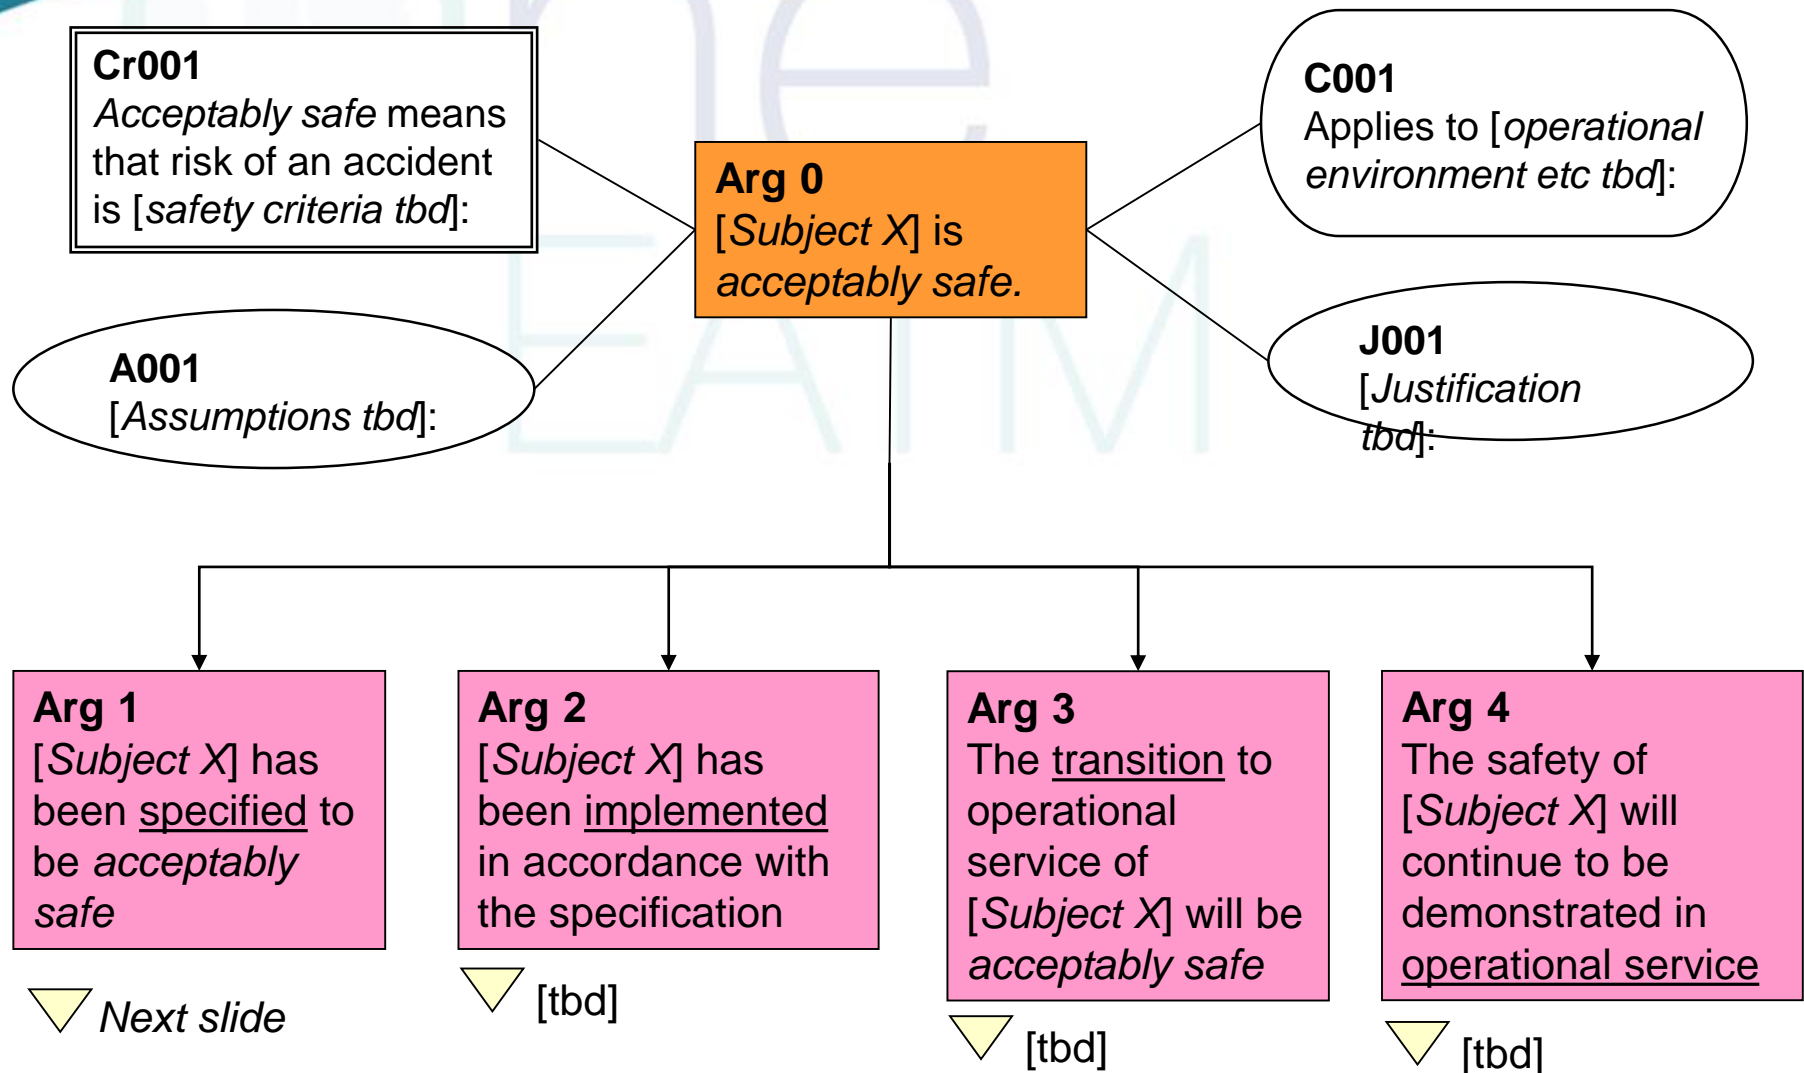 Cr001
Acceptably safe means
that risk of an accident
is [safety criteria tbd]:
C001
Applies to [operational
environment etc tbd]:
Arg 0
[Subject X] is
acceptably safe.
A001
[Assumptions tbd]:
J001
[Justification
tbd]:
ne
EATM
Arg 1
[Subject X] has
been specified to
be acceptably
safe
Next slide
Arg 2
[Subject X] has
been implemented
in accordance with
the specification
[tbd]
Arg 3
The transition to
operational
service of
[Subject X] will be
acceptably safe
[tbd]
Arg 4
The safety of
[Subject X] will
continue to be
demonstrated in
operational service
[tbd]